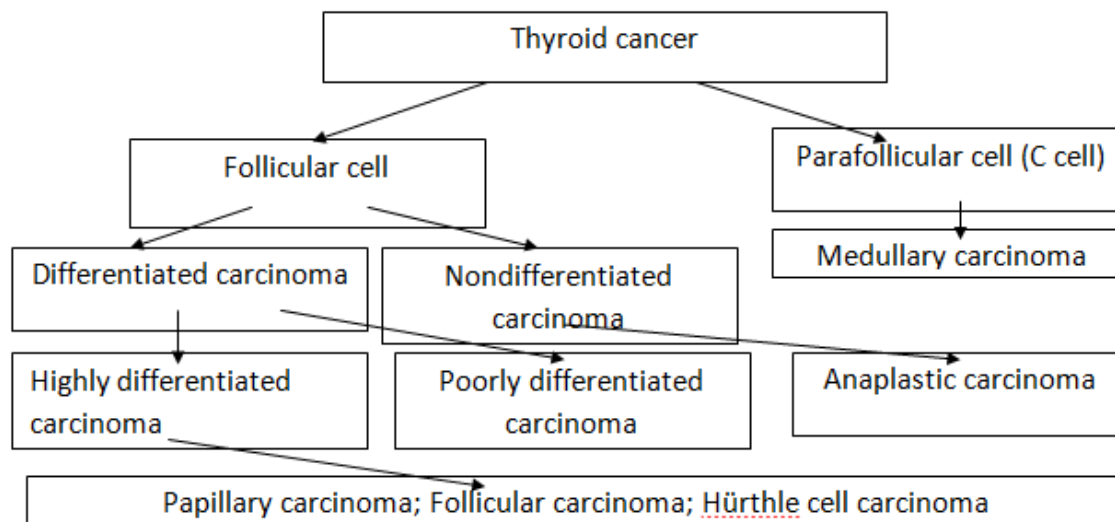 Thyroid cancer
Follicular cell
Parafollicular cell (C cell)
Differentiated carcinoma
Nondifferentiated
carcinoma
Medullary carcinoma
Highly differentiated
carcinoma
Poorly differentiated
carcinoma
Anaplastic carcinoma
Papillary carcinoma; Follicular carcinoma; Hürthle cell carcinoma